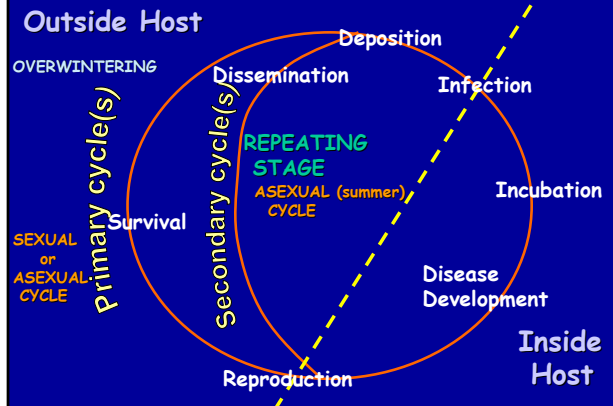 Outside Host
Deposition
OVERWINTERING
Dissemination
Infection
Primary cycle(s)
Secondary cycle(s)
REPEATING
STAGE
ASEXUAL (summer)
CYCLE
Incubation
Survival
SEXUAL
or
ASEXUAL
CYCLE
Disease
Development
Inside
Host
Reproduction